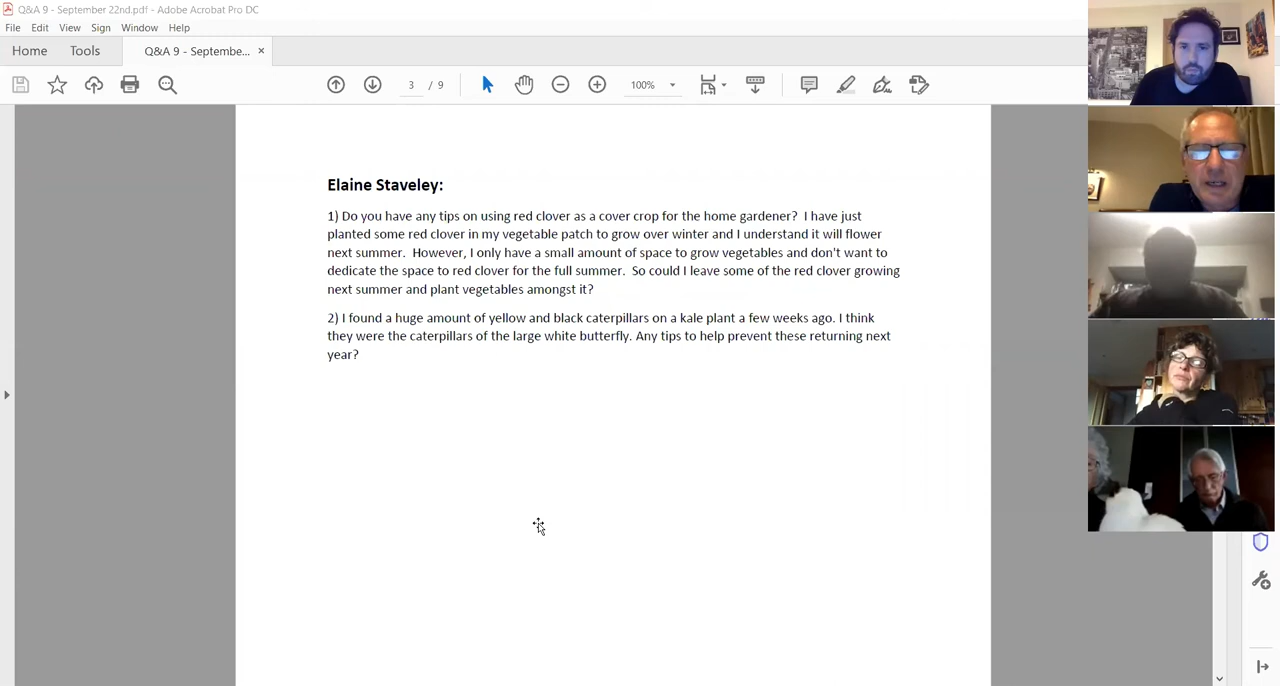 Q&A 9 - September 22nd.pdf - Adobe Acrobat Pro DC
File Edit View Sign Window Help
Home Tools Q&A 9 - Septembe... ×
3 / 9 100%
Elaine Staveley:
1) Do you have any tips on using red clover as a cover crop for the home gardener?  I have just
planted some red clover in my vegetable patch to grow over winter and I understand it will flower
next summer.  However, I only have a small amount of space to grow vegetables and don't want to
dedicate the space to red clover for the full summer.  So could I leave some of the red clover growing
next summer and plant vegetables amongst it?
2) I found a huge amount of yellow and black caterpillars on a kale plant a few weeks ago. I think
they were the caterpillars of the large white butterfly. Any tips to help prevent these returning next
year?